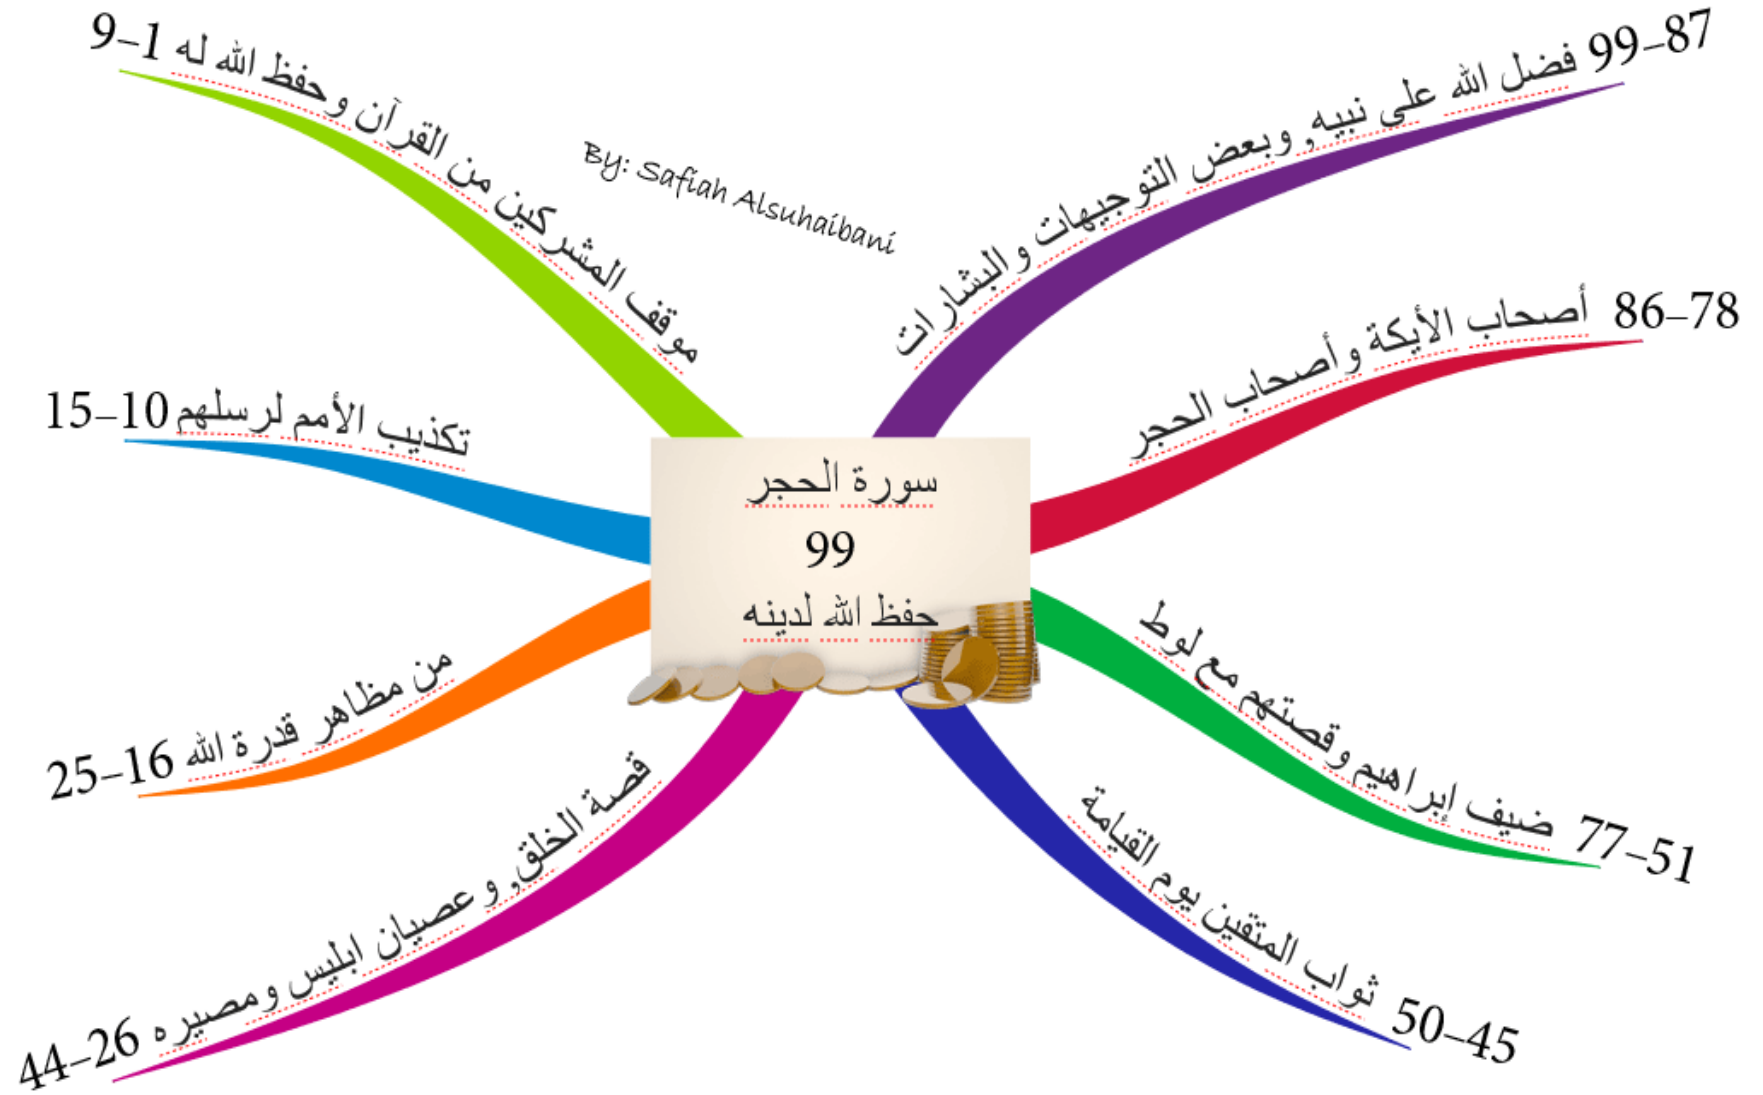 سورة الحجر
99
حفظ الله لدينه
By: Safiah Alsuhaibani
موقف المشركين من القرآن وحفظ الله له 1–9
تكذيب الأمم لرسلهم 10–15
من مظاهر قدرة الله 16–25
قصة الخلق, وعصيان ابليس ومصيره 26–44
45–50 ثواب المتقين يوم القيامة
51–77 ضيف إبراهيم وقصتهم مع لوط
78–86 أصحاب الأيكة وأصحاب الحجر
87–99 فضل الله على نبيه, وبعض التوجيهات والبشارات